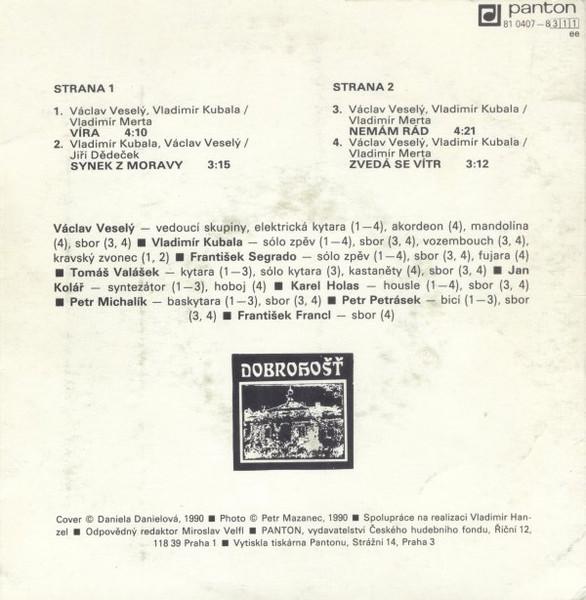 panton
81 0407-8311
ee
STRANA 1
1. Václav Veselý, Vladimír Kubala /
Vladimír Merta
VÍRA 4:10
2. Vladimír Kubala, Václav Veselý /
Jiří Dědeček
SYNEK Z MORAVY 3:15
STRANA 2
3. Václav Veselý, Vladimír Kubala /
Vladimír Merta
NEMÁM RÁD 4:21
4. Václav Veselý, Vladimír Kubala /
Vladimír Merta
ZVEDÁ SE VÍTR 3:12
Václav Veselý — vedoucí skupiny, elektrická kytara (1—4), akordeon (4), mandolína
(4), sbor (3, 4) ■ Vladimír Kubala — sólo zpěv (1—4), sbor (3, 4), vozembouch (3, 4),
kravský zvonec (1, 2) ■ František Segrado — sólo zpěv (1—4), sbor (3, 4), fujara (4)
■ Tomáš Valášek — kytara (1—3), sólo kytara (3), kastaněty (4), sbor (3, 4) ■ Jan
Kolář — syntezátor (1—3), hoboj (4) ■ Karel Holas — housle (1—4), sbor (3, 4)
■ Petr Michalík — baskytara (1—3), sbor (3, 4) ■ Petr Petrásek — bicí (1—3), sbor
(3, 4) ■ František Francl — sbor (4)
DOBROHOŠŤ
Cover © Daniela Danielová, 1990 ■ Photo © Petr Mazanec, 1990 ■ Spolupráce na realizaci Vladimír Han-
zel ■ Odpovědný redaktor Miroslav Velfl ■ PANTON, vydavatelství Českého hudebního fondu, Říční 12,
118 39 Praha 1 ■ Vytiskla tiskárna Pantonu, Strážní 14, Praha 3